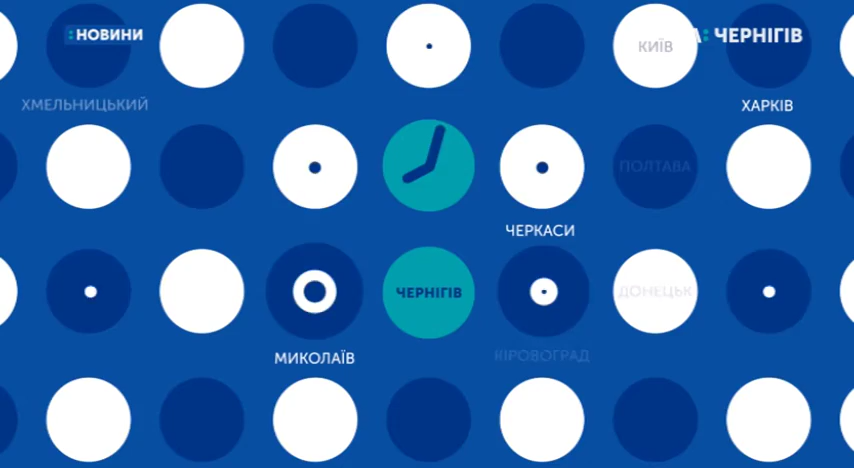 :НОВИНИ
КИЇВ
А: ЧЕРНІГІВ
ХМЕЛЬНИЦЬКИЙ
ХАРКІВ
ПОЛТАВА
ЧЕРКАСИ
ЧЕРНІГІВ
ДОНЕЦЬК
МИКОЛАЇВ
КІРОВОГРАД